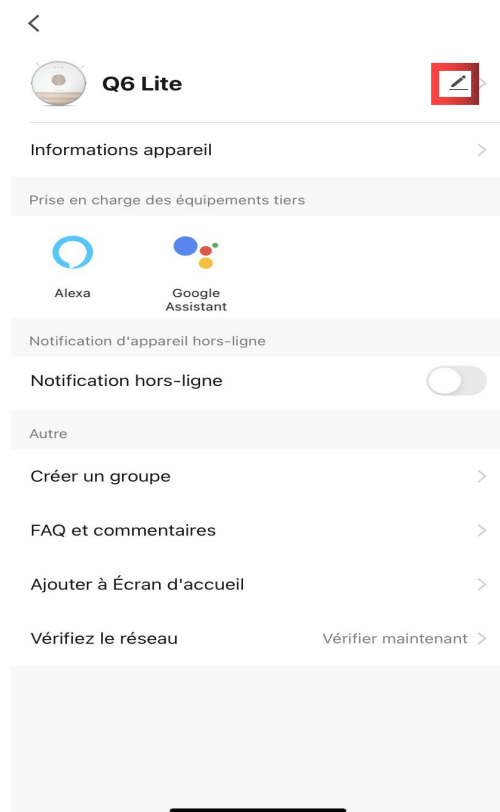 Q6 Lite
Informations appareil
Prise en charge des équipements tiers
Alexa
Google
Assistant
Notification d'appareil hors-ligne
Notification hors-ligne
Autre
Créer un groupe
FAQ et commentaires
Ajouter à Écran d'accueil
Vérifiez le réseau Vérifier maintenant